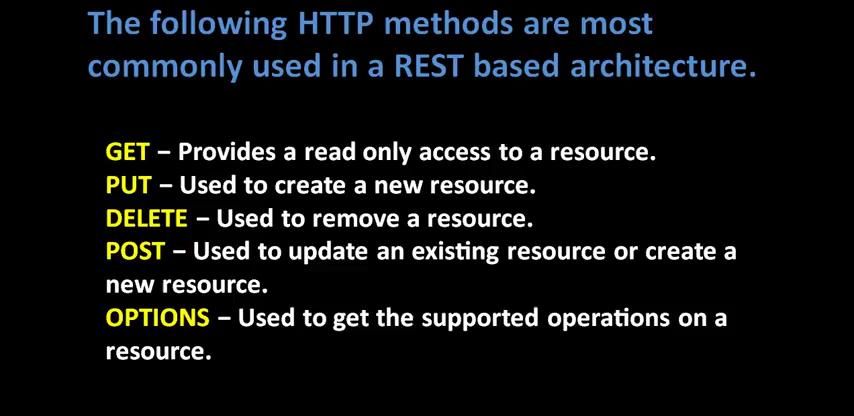 The following HTTP methods are most
commonly used in a REST based architecture.
GET – Provides a read only access to a resource.
PUT – Used to create a new resource.
DELETE – Used to remove a resource.
POST – Used to update an existing resource or create a
new resource.
OPTIONS – Used to get the supported operations on a
resource.